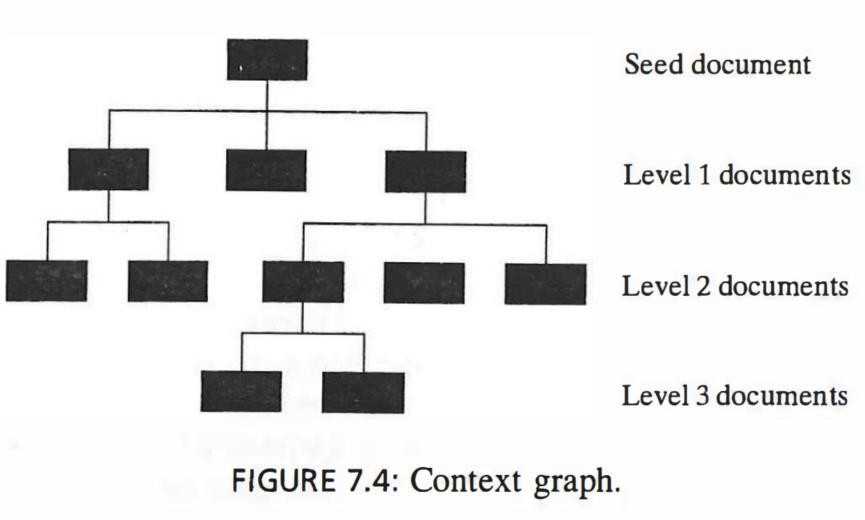 Seed document
Level 1 documents
Level 2 documents
Level 3 documents
FIGURE 7.4: Context graph.